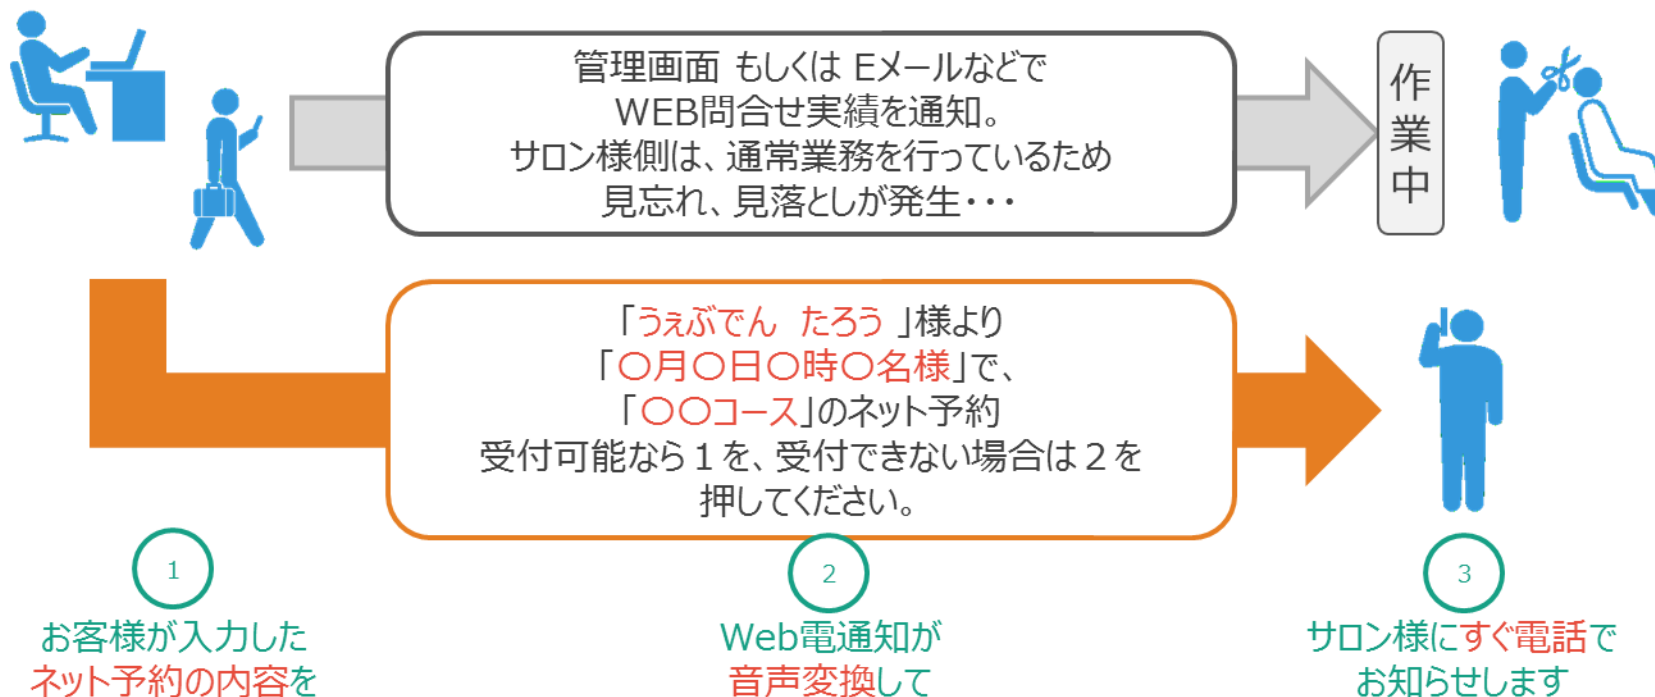 管理画面 もしくは Eメールなどで
WEB問合せ実績を通知。
サロン様側は、通常業務を行っているため
見忘れ、見落としが発生・・・
作業中
「うぇぶでん たろう 」様より
「〇月〇日〇時〇名様」で、
「〇〇コース」のネット予約
受付可能なら１を、受付できない場合は２を
押してください。
1
お客様が入力した
ネット予約の内容を
2
Web電通知が
音声変換して
3
サロン様にすぐ電話で
お知らせします